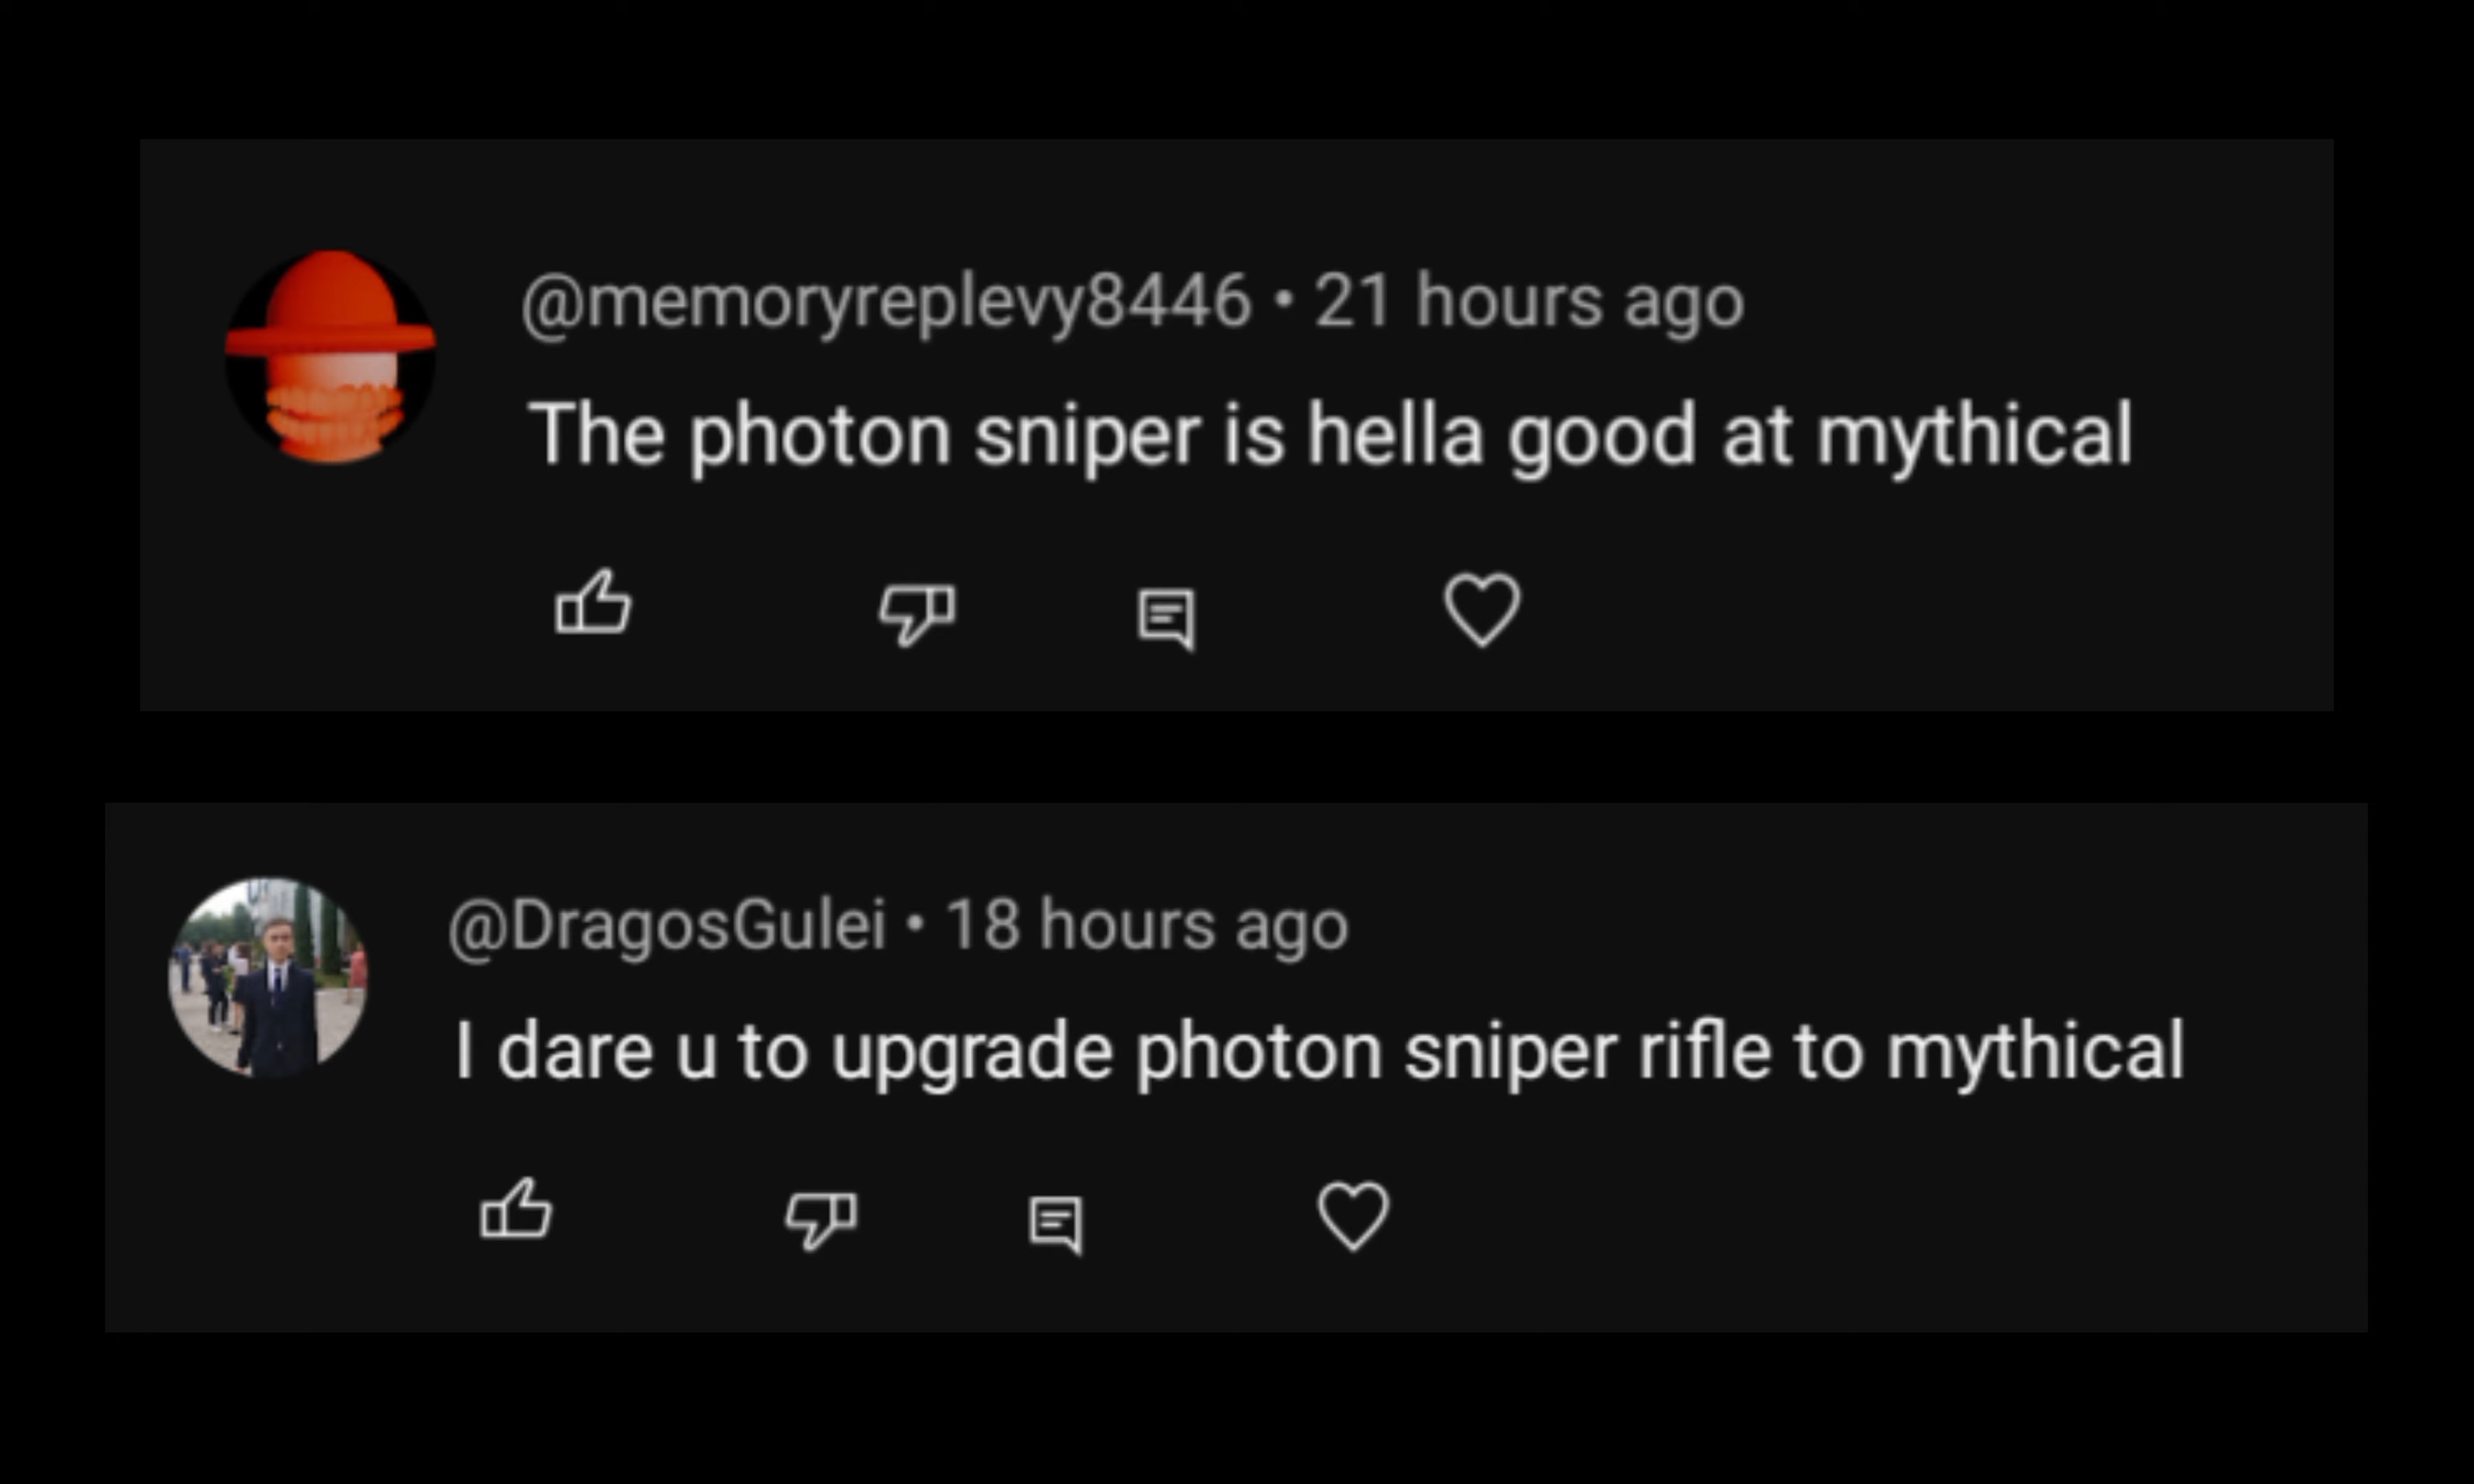 @memoryreplevy8446 • 21 hours ago
The photon sniper is hella good at mythical
@DragosGulei • 18 hours ago
I dare u to upgrade photon sniper rifle to mythical